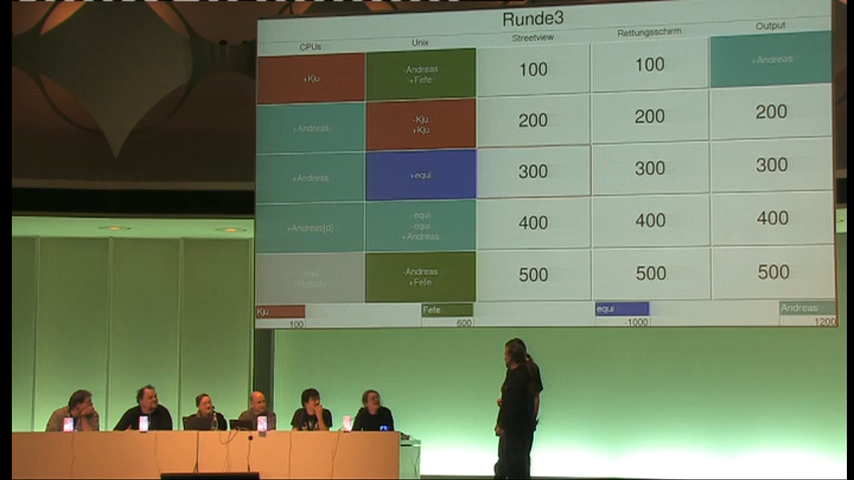 Runde3
CPUs Unix Streetview Rettungsschirm Output
+Kju
-Andreas
+Fefe
100
100
+Andreas
+Andreas
-Kju
+Kju
200
200
200
+Andreas
+equi
300
300
300
+Andreas[d]
-equi
-equi
+Andreas
400
400
400
-Andreas
+Fefe
500
500
500
Kju Fefe equi Andreas
100 600 -1000 1200